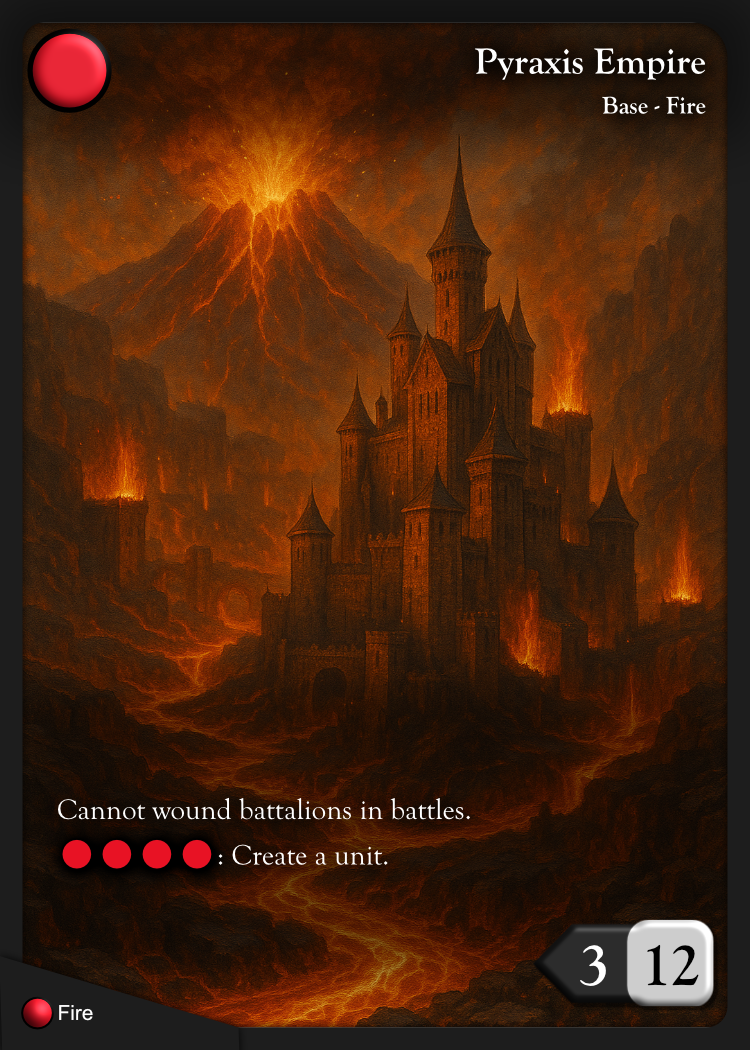 Pyraxis Empire
Base - Fire
Cannot wound battalions in battles.
: Create a unit.
3 12
Fire